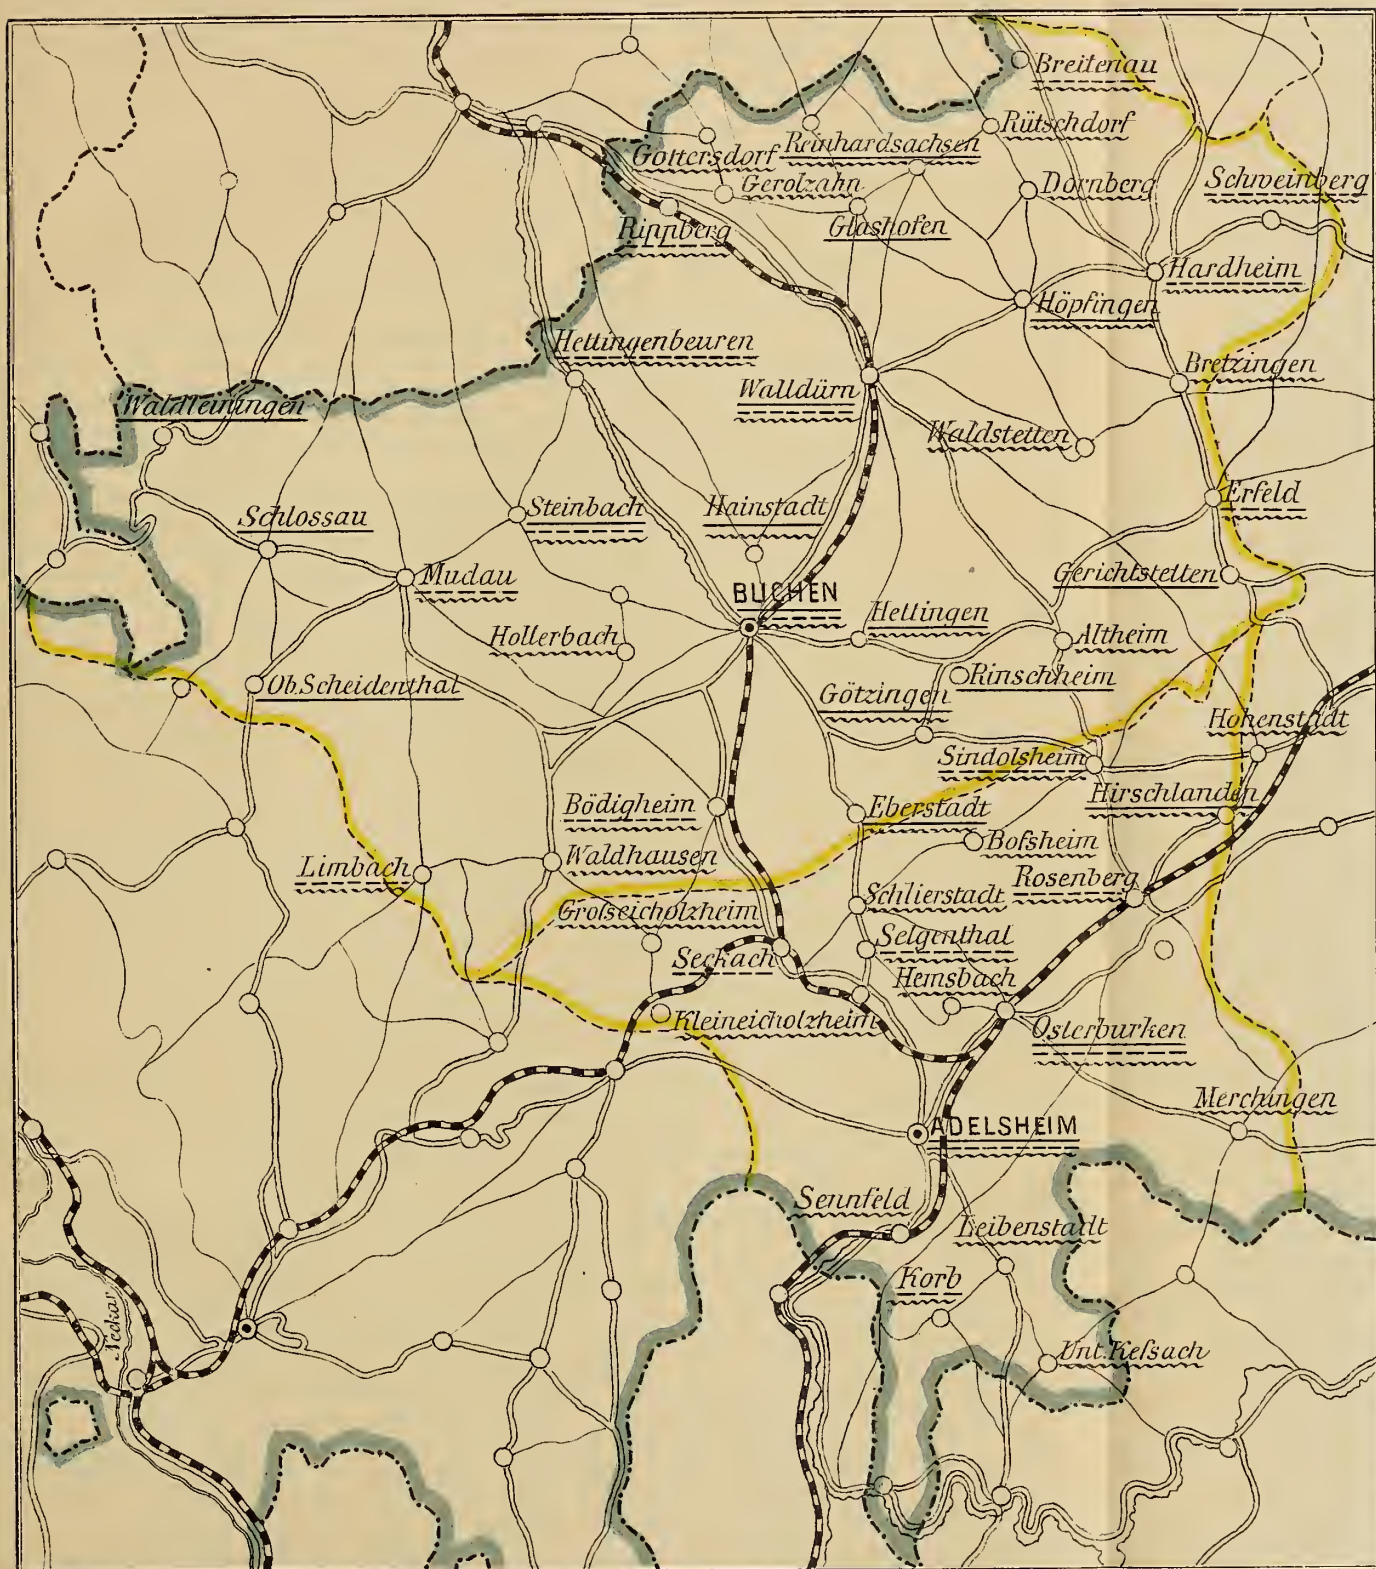 Breitenau
Rütschdorf
Gottersdorf
Reinhardsachsen
Gerolzahn
Dornberg
Schweinberg
Rippberg
Glashofen
Hardheim
Höpfingen
Hettingenbeuren
Bretzingen
Walldürn
Waldleiningen
Waldstetten
Erfeld
Schlossau
Steinbach
Hainstadt
Mudau
Gerichtstetten
BUCHEN
Hettingen
Hollerbach
Altheim
Ob.Scheidenthal
Rinschheim
Götzingen
Hohenstadt
Sindolsheim
Hirschlanden
Bödigheim
Eberstadt
Bofsheim
Limbach
Waldhausen
Rosenberg
Schlierstadt
Grofseicholzheim
Selgenthal
Seckach
Hemsbach
Kleineicholzheim
Osterburken
Merchingen
ADELSHEIM
Sennfeld
Leibenstadt
Korb
Neckar
Unt.Kefsach